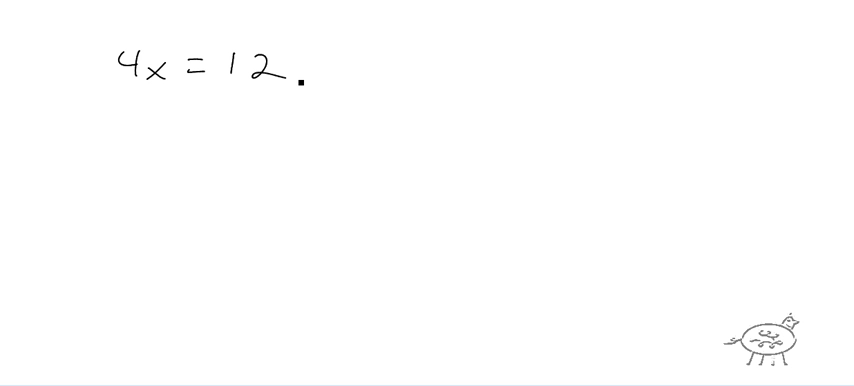 4x = 12.